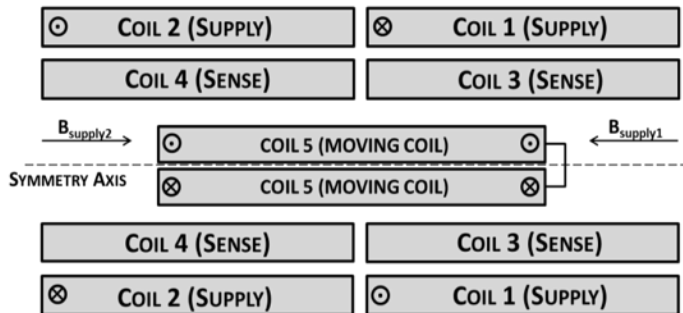 COIL 2 (SUPPLY) COIL 1 (SUPPLY)
COIL 4 (SENSE) COIL 3 (SENSE)
Bsupply2 COIL 5 (MOVING COIL) Bsupply1
SYMMETRY AXIS COIL 5 (MOVING COIL)
COIL 4 (SENSE) COIL 3 (SENSE)
COIL 2 (SUPPLY) COIL 1 (SUPPLY)